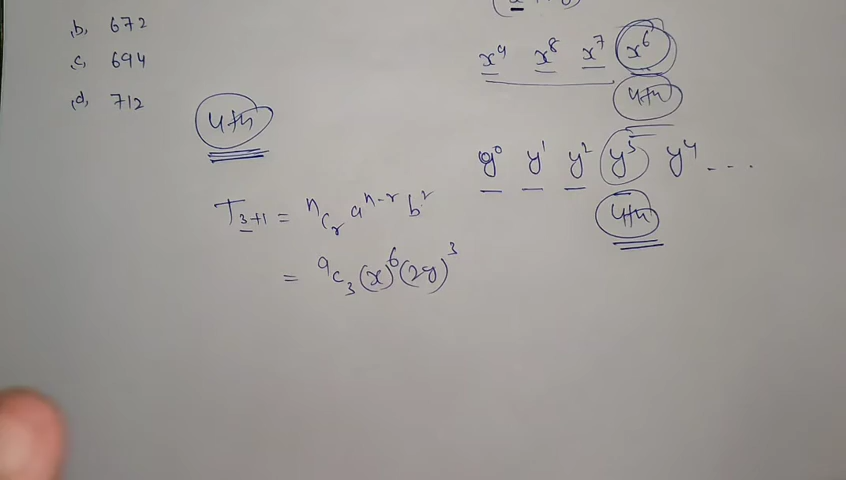 b, 672
c, 694
d, 712
4th
x⁹ x⁸ x⁷ x⁶
4th
y⁰ y¹ y² y³ y⁴ ...
4th
T₃₊₁ = ⁿCᵣ aⁿ⁻ʳ bʳ
= ⁹C₃ (x)⁶ (2y)³